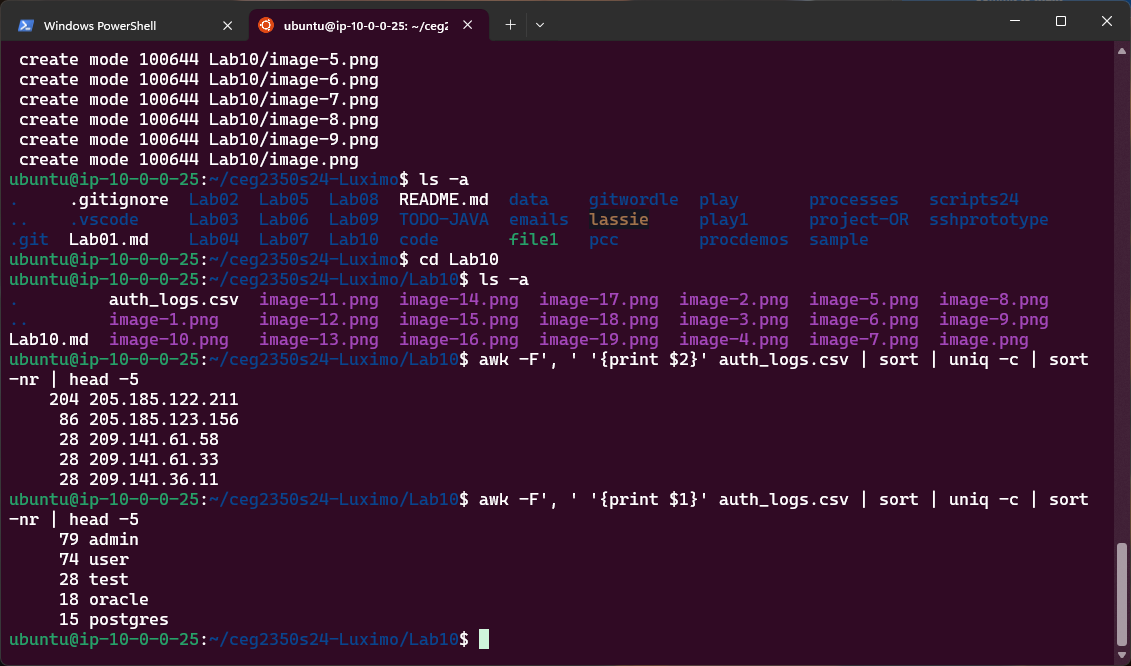 Windows PowerShell
ubuntu@ip-10-0-0-25: ~/ceg2
create mode 100644 Lab10/image-5.png
create mode 100644 Lab10/image-6.png
create mode 100644 Lab10/image-7.png
create mode 100644 Lab10/image-8.png
create mode 100644 Lab10/image-9.png
create mode 100644 Lab10/image.png
ubuntu@ip-10-0-0-25:~/ceg2350s24-Luximo$ ls -a
. .gitignore Lab02 Lab05 Lab08 README.md data gitwordle play processes scripts24
.. .vscode Lab03 Lab06 Lab09 TODO-JAVA emails lassie play1 project-OR sshprototype
.git Lab01.md Lab04 Lab07 Lab10 code file1 pcc procdemos sample
ubuntu@ip-10-0-0-25:~/ceg2350s24-Luximo$ cd Lab10
ubuntu@ip-10-0-0-25:~/ceg2350s24-Luximo/Lab10$ ls -a
. auth_logs.csv image-11.png image-14.png image-17.png image-2.png image-5.png image-8.png
.. image-1.png image-12.png image-15.png image-18.png image-3.png image-6.png image-9.png
Lab10.md image-10.png image-13.png image-16.png image-19.png image-4.png image-7.png image.png
ubuntu@ip-10-0-0-25:~/ceg2350s24-Luximo/Lab10$ awk -F', ' '{print $2}' auth_logs.csv | sort | uniq -c | sort
-nr | head -5
204 205.185.122.211
86 205.185.123.156
28 209.141.61.58
28 209.141.61.33
28 209.141.36.11
ubuntu@ip-10-0-0-25:~/ceg2350s24-Luximo/Lab10$ awk -F', ' '{print $1}' auth_logs.csv | sort | uniq -c | sort
-nr | head -5
79 admin
74 user
28 test
18 oracle
15 postgres
ubuntu@ip-10-0-0-25:~/ceg2350s24-Luximo/Lab10$